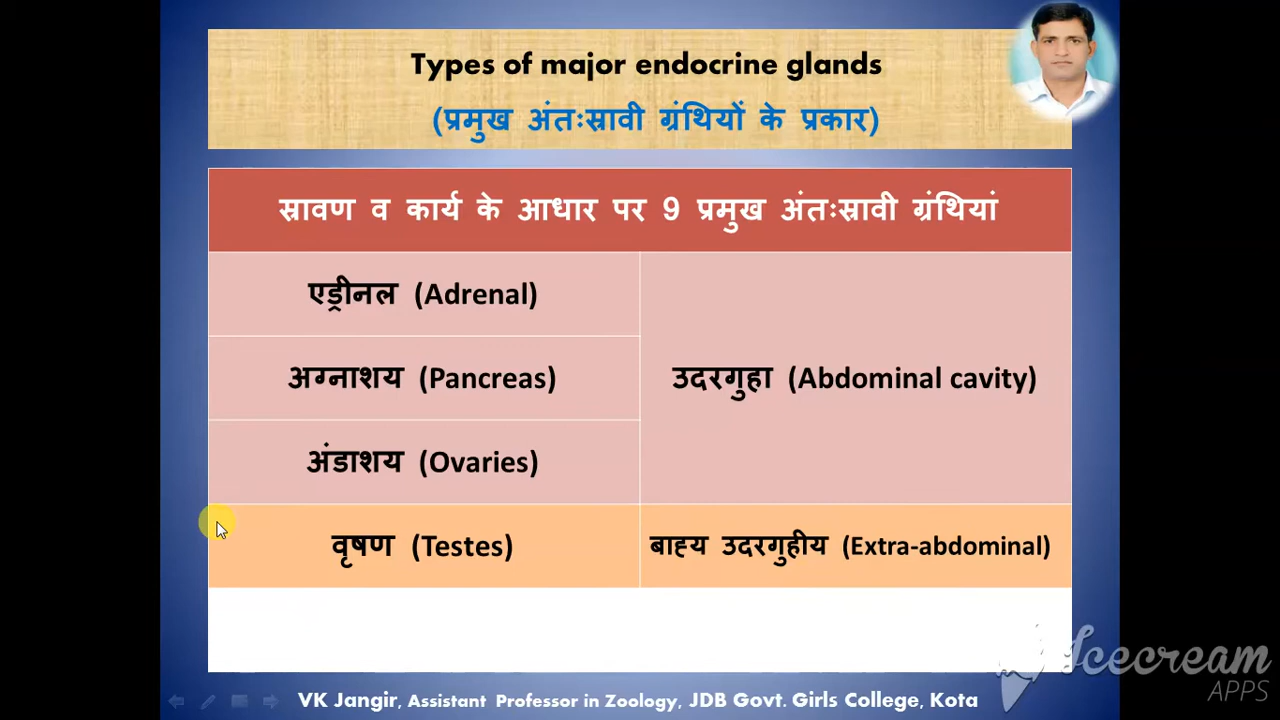 Types of major endocrine glands
(प्रमुख अंतःस्रावी ग्रंथियों के प्रकार)
स्रावण व कार्य के आधार पर 9 प्रमुख अंतःस्रावी ग्रंथियां
एड्रीनल (Adrenal)
अग्नाशय (Pancreas)
उदरगुहा (Abdominal cavity)
अंडाशय (Ovaries)
वृषण (Testes)
बाह्य उदरगुहीय (Extra-abdominal)
VK Jangir, Assistant Professor in Zoology, JDB Govt. Girls College, Kota
Icecream
APPS